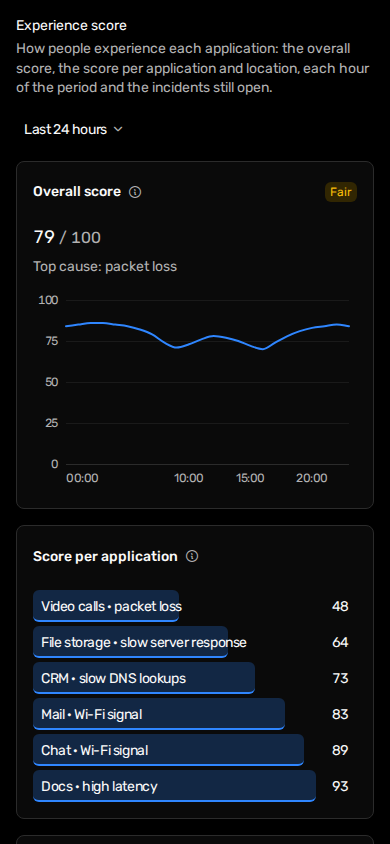 Experience score
How people experience each application: the overall
score, the score per application and location, each hour
of the period and the incidents still open.
Last 24 hours
Overall score
Fair
79 / 100
Top cause: packet loss
100
75
50
25
0
00:00 10:00 15:00 20:00
Score per application
Video calls • packet loss 48
File storage • slow server response 64
CRM • slow DNS lookups 73
Mail • Wi-Fi signal 83
Chat • Wi-Fi signal 89
Docs • high latency 93